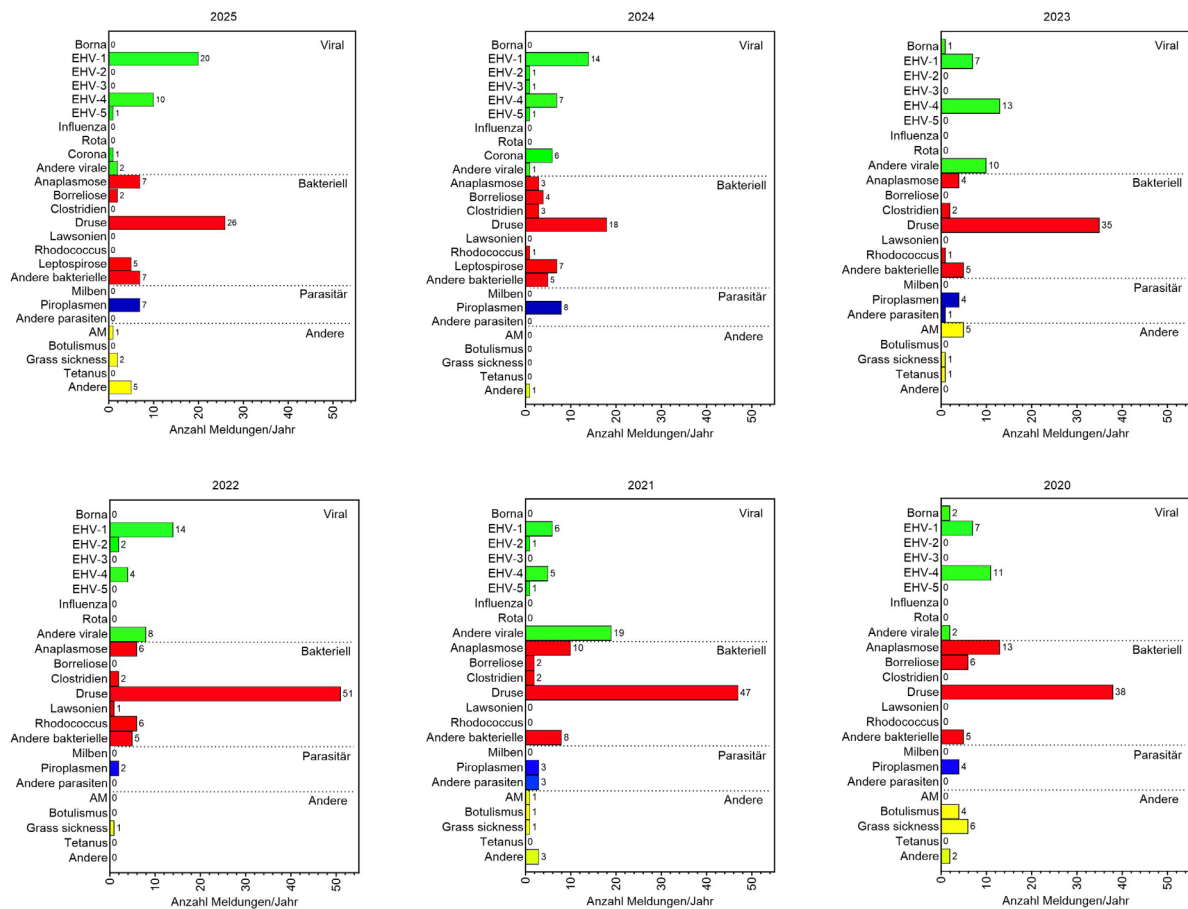 2025
Borna 0 Viral
EHV-1 20
EHV-2 0
EHV-3 0
EHV-4 10
EHV-5 1
Influenza 0
Rota 0
Corona 1
Andere virale 2
Anaplasmose 7 Bakteriell
Borreliose 2
Clostridien 0
Druse 26
Lawsonien 0
Rhodococcus 0
Leptospirose 5
Andere bakterielle 7
Milben 0 Parasitär
Piroplasmen 7
Andere parasiten 0
AM 1 Andere
Botulismus 0
Grass sickness 2
Tetanus 0
Andere 5
0 10 20 30 40 50
Anzahl Meldungen/Jahr
2024
Borna 0 Viral
EHV-1 14
EHV-2 1
EHV-3 1
EHV-4 7
EHV-5 1
Influenza 0
Rota 0
Corona 6
Andere virale 1
Anaplasmose 3 Bakteriell
Borreliose 4
Clostridien 3
Druse 18
Lawsonien 0
Rhodococcus 1
Leptospirose 7
Andere bakterielle 5
Milben 0 Parasitär
Piroplasmen 8
Andere parasiten 0
AM 0 Andere
Botulismus 0
Grass sickness 0
Tetanus 0
Andere 1
0 10 20 30 40 50
Anzahl Meldungen/Jahr
2023
Borna 1 Viral
EHV-1 7
EHV-2 0
EHV-3 0
EHV-4 13
EHV-5 0
Influenza 0
Rota 0
Andere virale 10
Anaplasmose 4 Bakteriell
Borreliose 0
Clostridien 2
Druse 35
Lawsonien 0
Rhodococcus 1
Andere bakterielle 5
Milben 0 Parasitär
Piroplasmen 4
Andere parasiten 1
AM 5 Andere
Botulismus 0
Grass sickness 1
Tetanus 1
Andere 0
0 10 20 30 40 50
Anzahl Meldungen/Jahr
2022
Borna 0 Viral
EHV-1 14
EHV-2 2
EHV-3 0
EHV-4 4
EHV-5 0
Influenza 0
Rota 0
Andere virale 8
Anaplasmose 6 Bakteriell
Borreliose 0
Clostridien 2
Druse 51
Lawsonien 1
Rhodococcus 6
Andere bakterielle 5
Milben 0 Parasitär
Piroplasmen 2
Andere parasiten 0
AM 0 Andere
Botulismus 0
Grass sickness 1
Tetanus 0
Andere 0
0 10 20 30 40 50
Anzahl Meldungen/Jahr
2021
Borna 0 Viral
EHV-1 6
EHV-2 1
EHV-3 0
EHV-4 5
EHV-5 1
Influenza 0
Rota 0
Andere virale 19
Anaplasmose 10 Bakteriell
Borreliose 2
Clostridien 2
Druse 47
Lawsonien 0
Rhodococcus 0
Andere bakterielle 8
Milben 0 Parasitär
Piroplasmen 3
Andere parasiten 3
AM 1 Andere
Botulismus 1
Grass sickness 1
Tetanus 0
Andere 3
0 10 20 30 40 50
Anzahl Meldungen/Jahr
2020
Borna 2 Viral
EHV-1 7
EHV-2 0
EHV-3 0
EHV-4 11
EHV-5 0
Influenza 0
Rota 0
Andere virale 2
Anaplasmose 13 Bakteriell
Borreliose 6
Clostridien 0
Druse 38
Lawsonien 0
Rhodococcus 0
Andere bakterielle 5
Milben 0 Parasitär
Piroplasmen 4
Andere parasiten 0
AM 0 Andere
Botulismus 4
Grass sickness 6
Tetanus 0
Andere 2
0 10 20 30 40 50
Anzahl Meldungen/Jahr